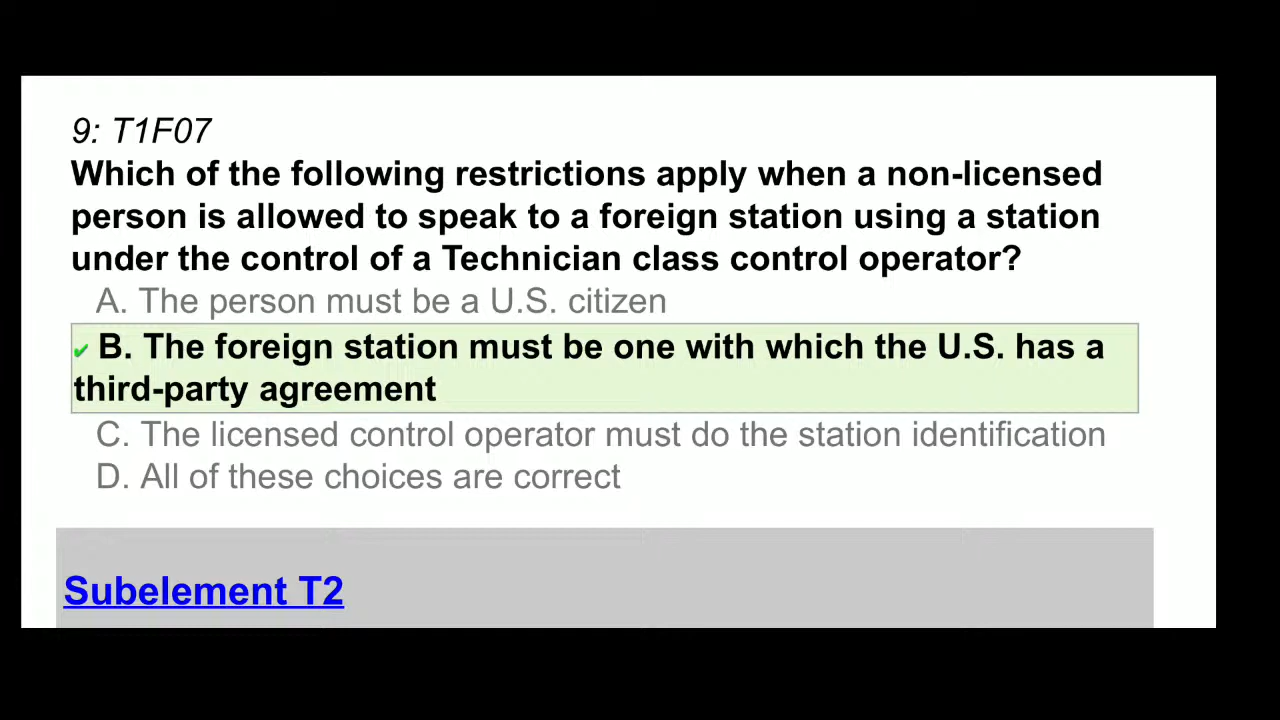 9: T1F07
Which of the following restrictions apply when a non-licensed
person is allowed to speak to a foreign station using a station
under the control of a Technician class control operator?
A. The person must be a U.S. citizen
✔ B. The foreign station must be one with which the U.S. has a
third-party agreement
C. The licensed control operator must do the station identification
D. All of these choices are correct
Subelement T2